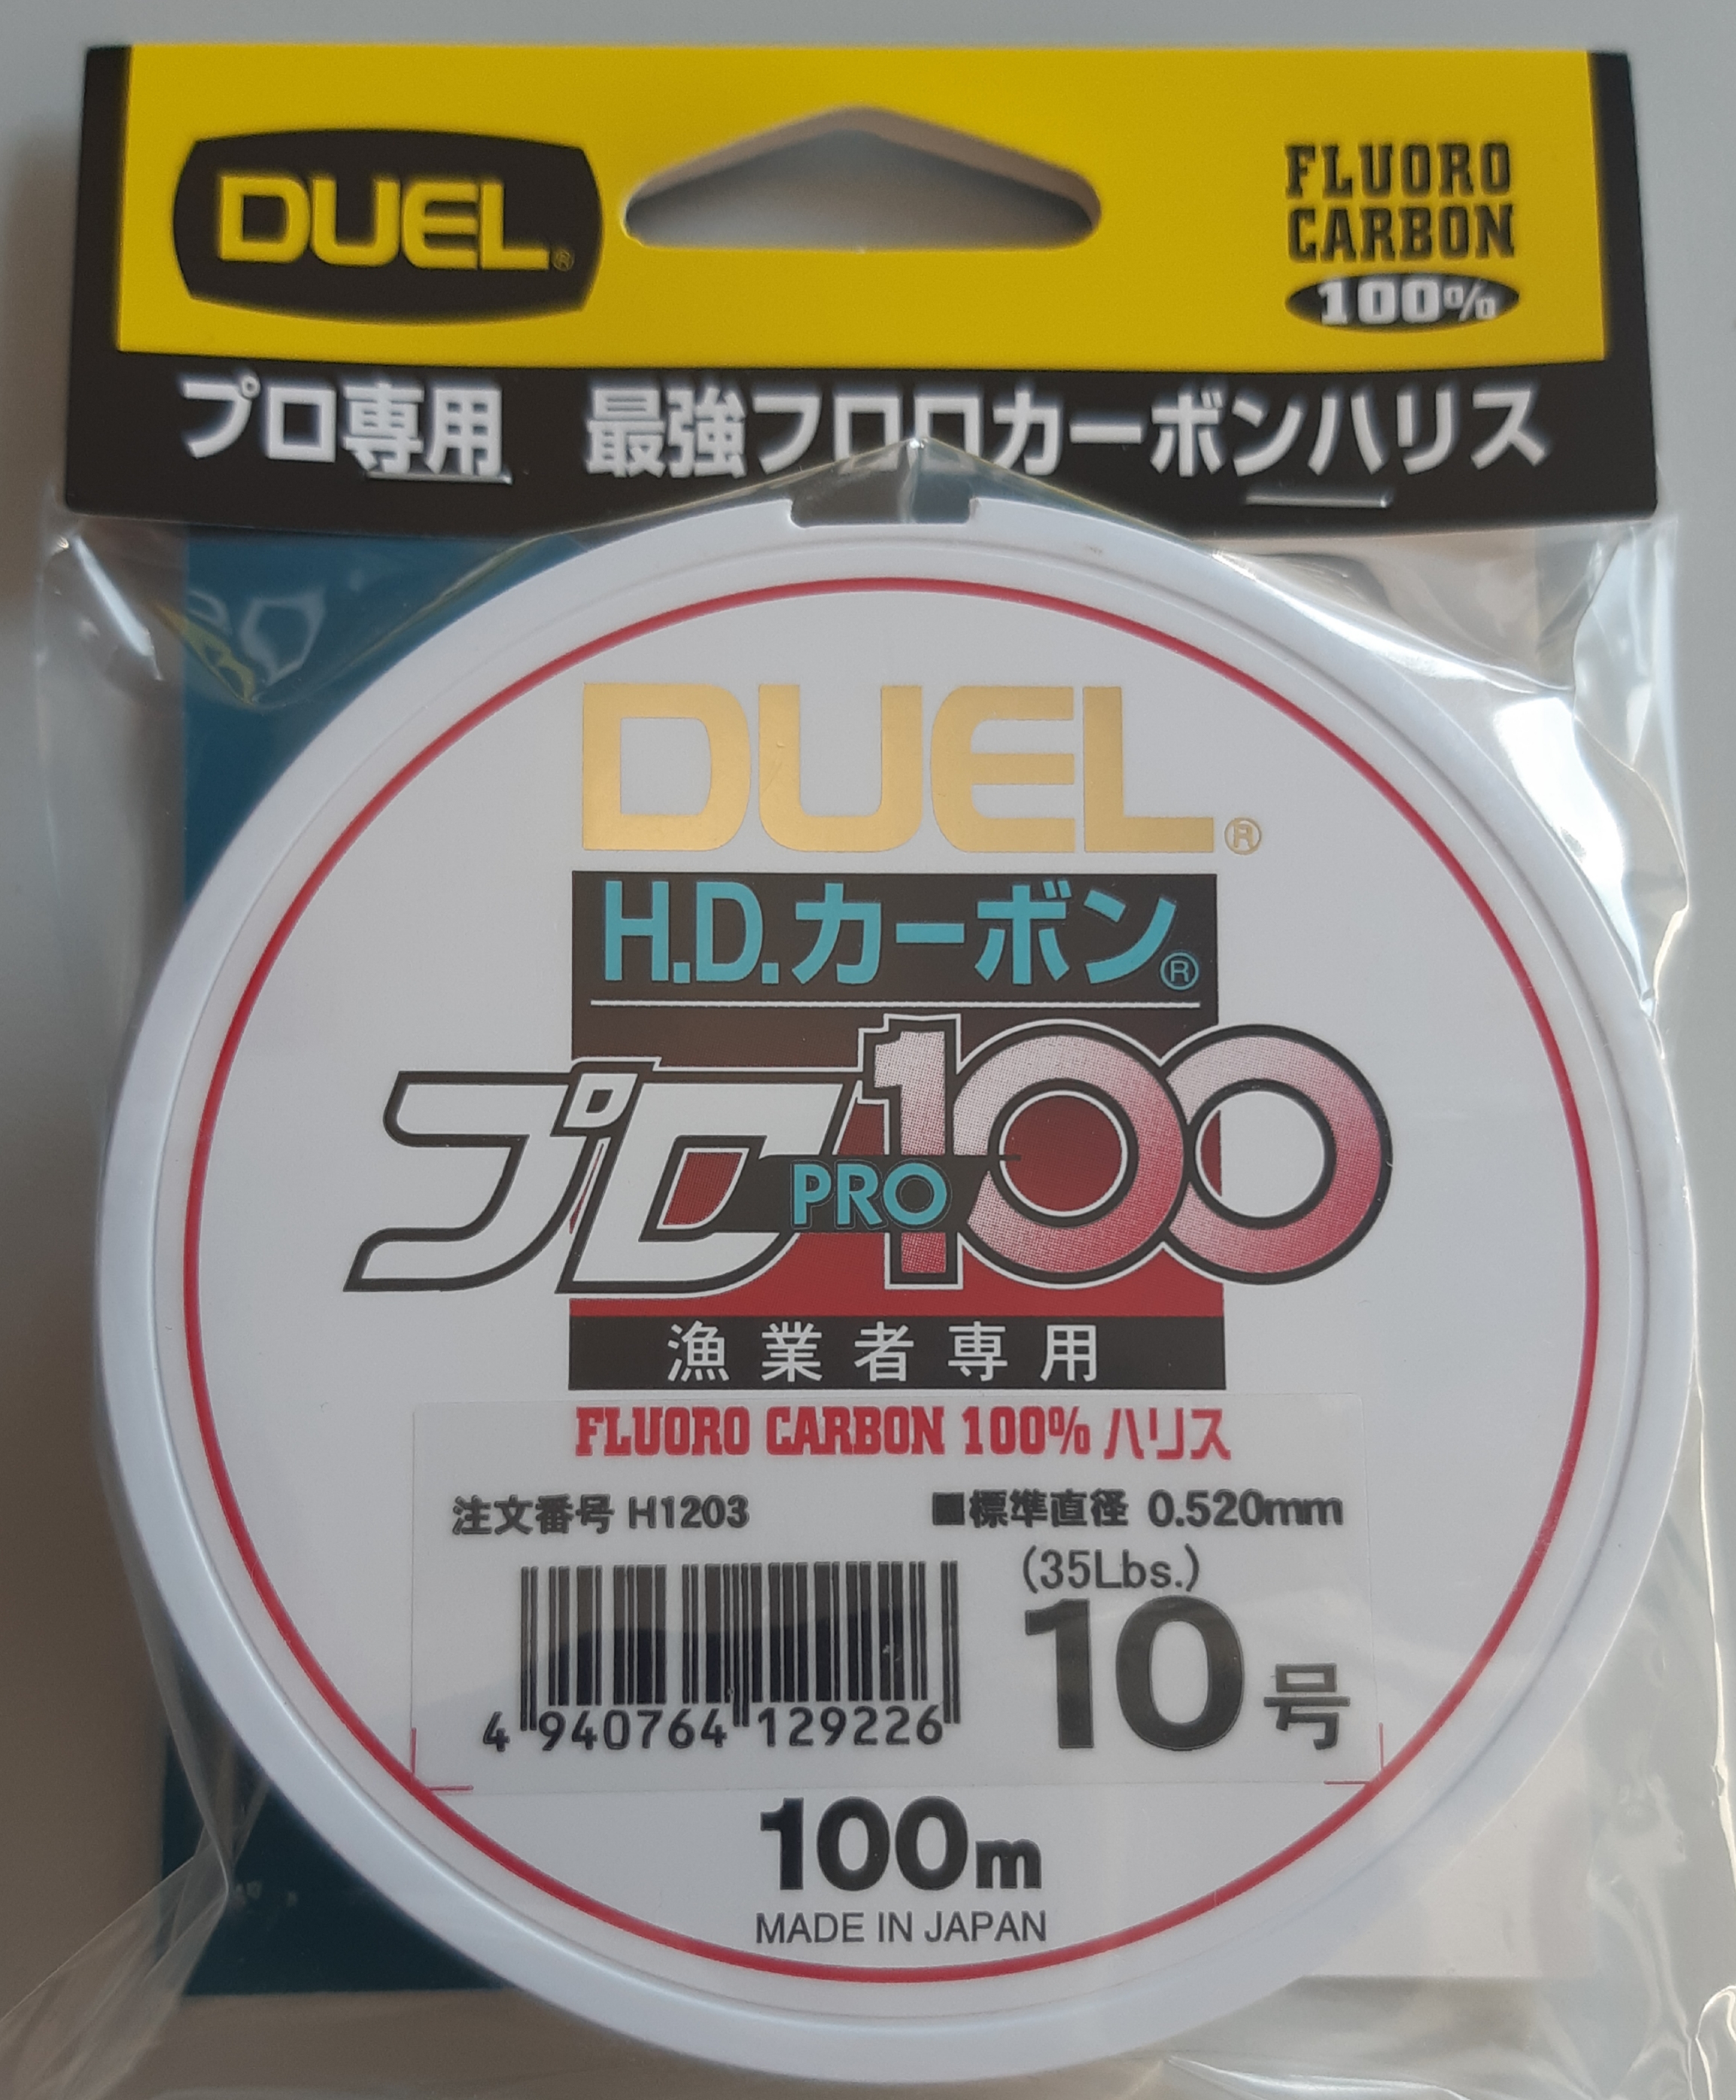 DUEL®
FLUORO
CARBON
100%
プロ専用 最強フロロカーボンハリス
DUEL®
H.D.カーボン®
プロ100
PRO
漁業者専用
FLUORO CARBON 100% ハリス
注文番号 H1203 ■標準直径 0.520mm
(35Lbs.)
10号
4 940764 129226
100m
MADE IN JAPAN